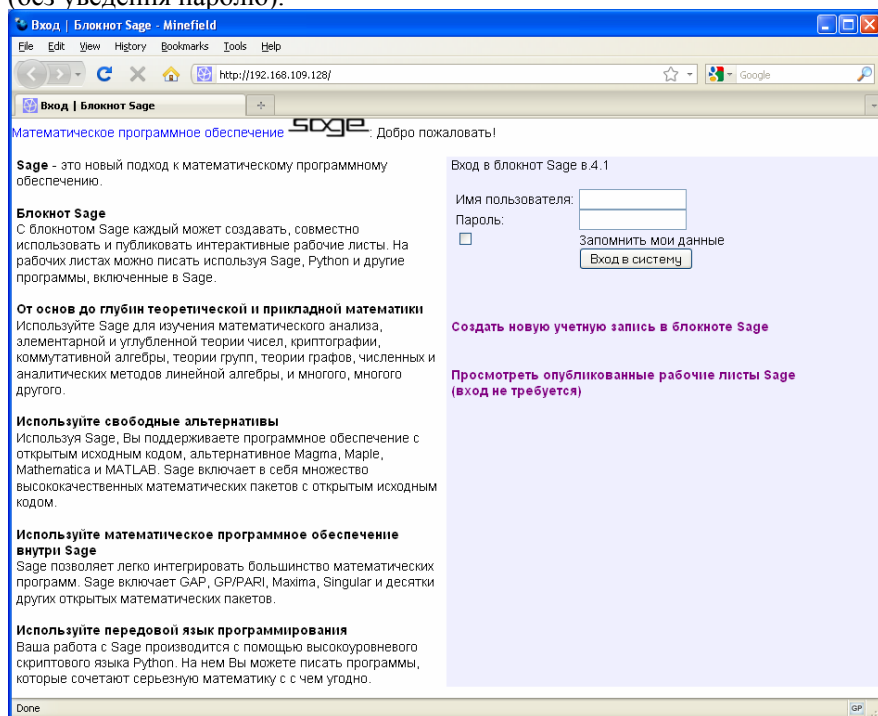 (без уведения паролю).
Вход | Блокнот Sage - Minefield
File Edit View History Bookmarks Tools Help
http://192.168.109.128/
Google
Вход | Блокнот Sage
Математическое программное обеспечение sage: Добро пожаловать!
Sage - это новый подход к математическому программному
обеспечению.
Блокнот Sage
С блокнотом Sage каждый может создавать, совместно
использовать и публиковать интерактивные рабочие листы. На
рабочих листах можно писать используя Sage, Python и другие
программы, включенные в Sage.
От основ до глубин теоретической и прикладной математики
Используйте Sage для изучения математического анализа,
элементарной и углубленной теории чисел, криптографии,
коммутативной алгебры, теории групп, теории графов, численных и
аналитических методов линейной алгебры, и многого, многого
другого.
Используйте свободные альтернативы
Используя Sage, Вы поддерживаете программное обеспечение с
открытым исходным кодом, альтернативное Magma, Maple,
Mathematica и MATLAB. Sage включает в себя множество
высококачественных математических пакетов с открытым исходным
кодом.
Используйте математическое программное обеспечение
внутри Sage
Sage позволяет легко интегрировать большинство математических
программ. Sage включает GAP, GP/PARI, Maxima, Singular и десятки
других открытых математических пакетов.
Используйте передовой язык программирования
Ваша работа с Sage производится с помощью высокоуровневого
скриптового языка Python. На нем Вы можете писать программы,
которые сочетают серьезную математику с с чем угодно.
Вход в блокнот Sage в.4.1
Имя пользователя:
Пароль:
Запомнить мои данные
Вход в систему
Создать новую учетную запись в блокноте Sage
Просмотреть опубликованные рабочие листы Sage
(вход не требуется)
Done
GP